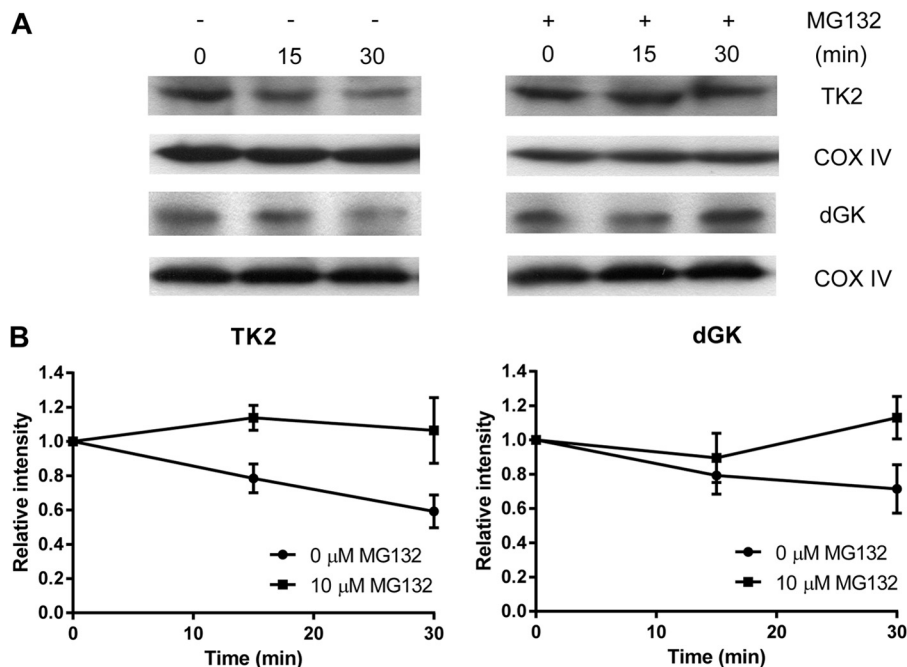 A
- - - + + + MG132
0 15 30 0 15 30 (min)
TK2
COX IV
dGK
COX IV
B
TK2
Relative intensity
1.4
1.2
1.0
0.8
0.6
0.4
0.2
0.0
0 10 20 30
Time (min)
0 μM MG132
10 μM MG132
dGK
Relative intensity
1.4
1.2
1.0
0.8
0.6
0.4
0.2
0.0
0 10 20 30
Time (min)
0 μM MG132
10 μM MG132